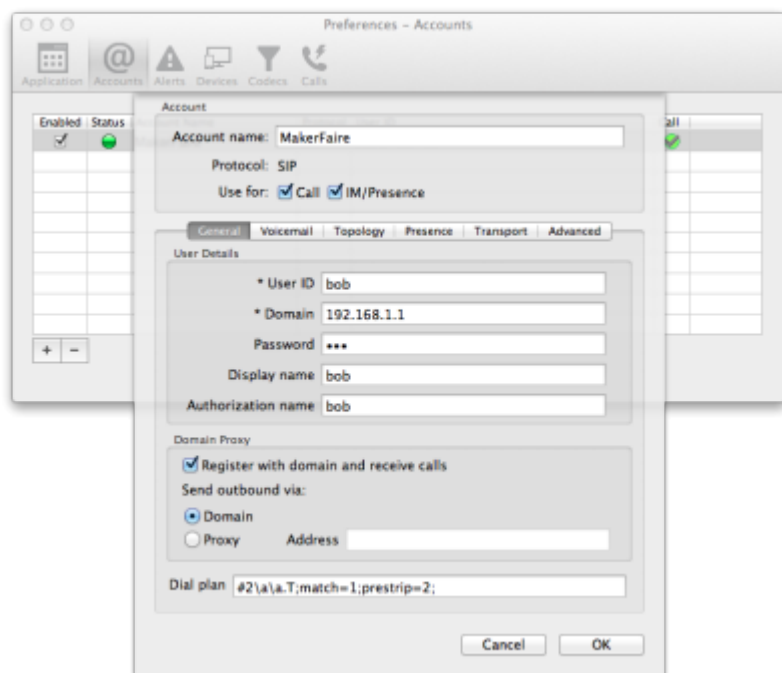 Preferences – Accounts
Application Accounts Alerts Devices Codecs Calls
Account
Enabled Status
Call
Account name: MakerFaire
Protocol: SIP
Use for: Call IM/Presence
General Voicemail Topology Presence Transport Advanced
User Details
* User ID bob
* Domain 192.168.1.1
Password •••
Display name bob
Authorization name bob
+ −
Domain Proxy
Register with domain and receive calls
Send outbound via:
Domain
Proxy Address
Dial plan #2\a\a.T;match=1;prestrip=2;
Cancel OK